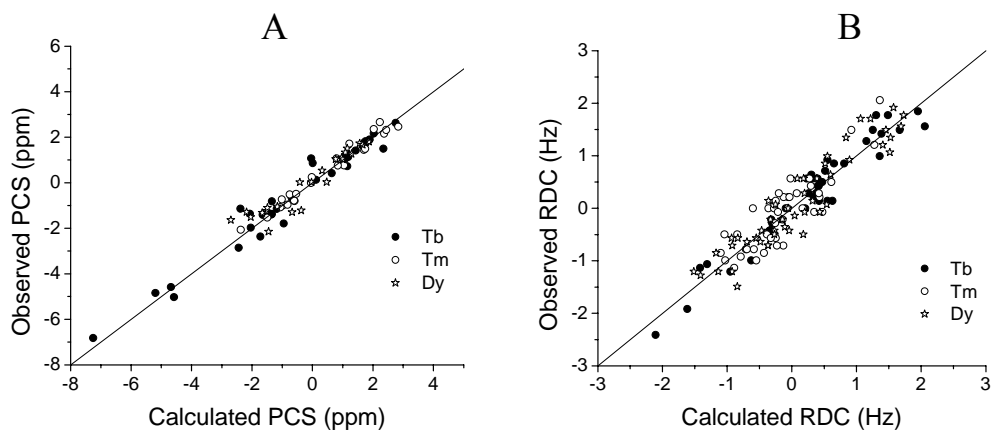 A
Observed PCS (ppm)
6
4
2
0
-2
-4
-6
-8
-8
-6
-4
-2
0
2
4
Calculated PCS (ppm)
Tb
Tm
Dy
B
Observed RDC (Hz)
3
2
1
0
-1
-2
-3
-3
-2
-1
0
1
2
3
Calculated RDC (Hz)
Tb
Tm
Dy